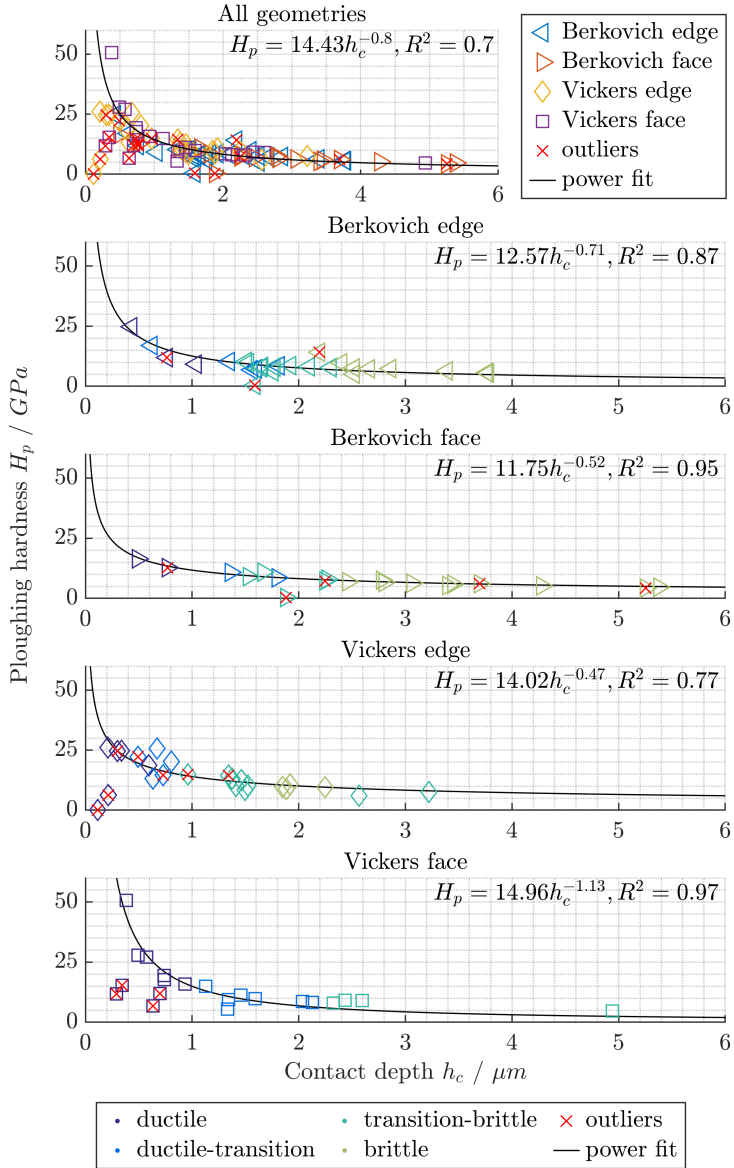 All geometries
H_p = 14.43h_c^{-0.8}, R^2 = 0.7
50
25
0
0 2 4 6
Berkovich edge
Berkovich face
Vickers edge
Vickers face
outliers
power fit
Berkovich edge
H_p = 12.57h_c^{-0.71}, R^2 = 0.87
50
25
0
0 1 2 3 4 5 6
Berkovich face
H_p = 11.75h_c^{-0.52}, R^2 = 0.95
50
25
0
0 1 2 3 4 5 6
Ploughing hardness H_p / GPa
Vickers edge
H_p = 14.02h_c^{-0.47}, R^2 = 0.77
50
25
0
0 1 2 3 4 5 6
Vickers face
H_p = 14.96h_c^{-1.13}, R^2 = 0.97
50
25
0
0 1 2 3 4 5 6
Contact depth h_c / μm
ductile transition-brittle outliers
ductile-transition brittle power fit